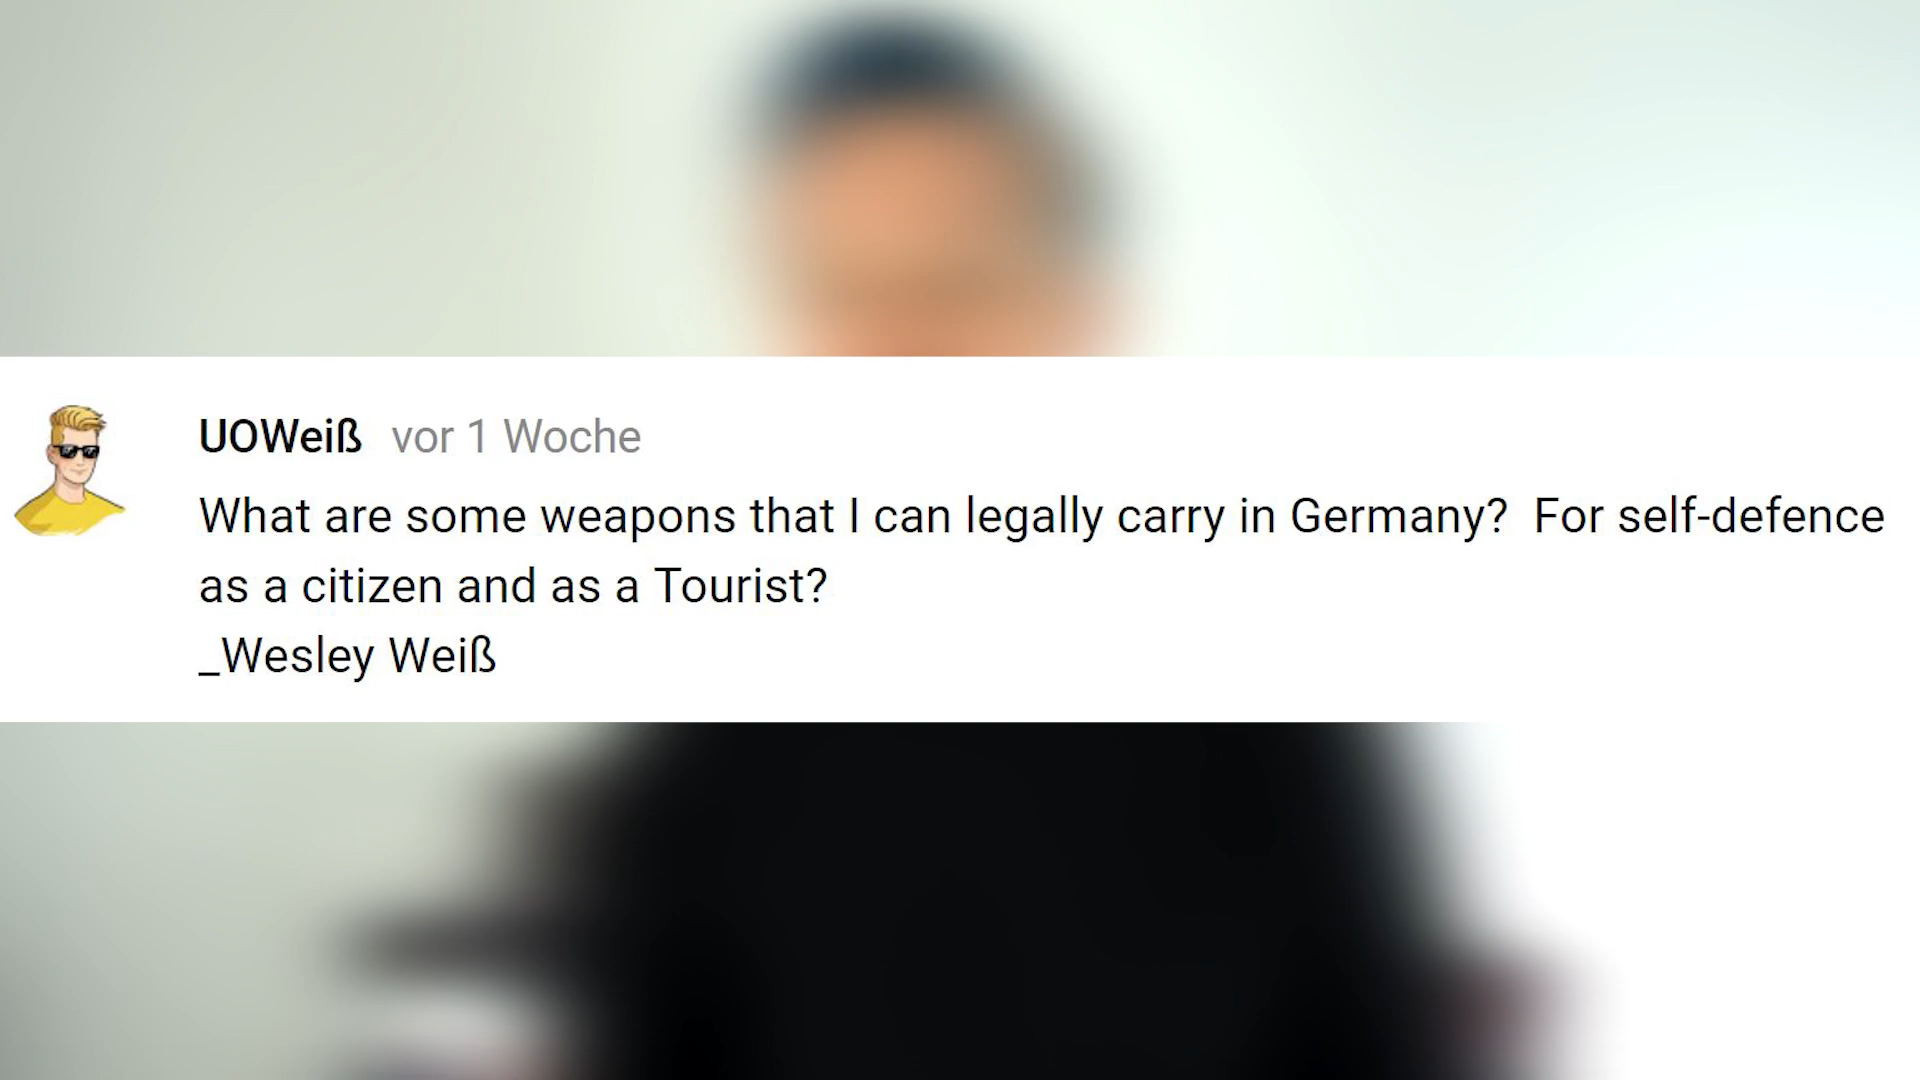 UOWeiß vor 1 Woche
What are some weapons that I can legally carry in Germany? For self-defence
as a citizen and as a Tourist?
_Wesley Weiß